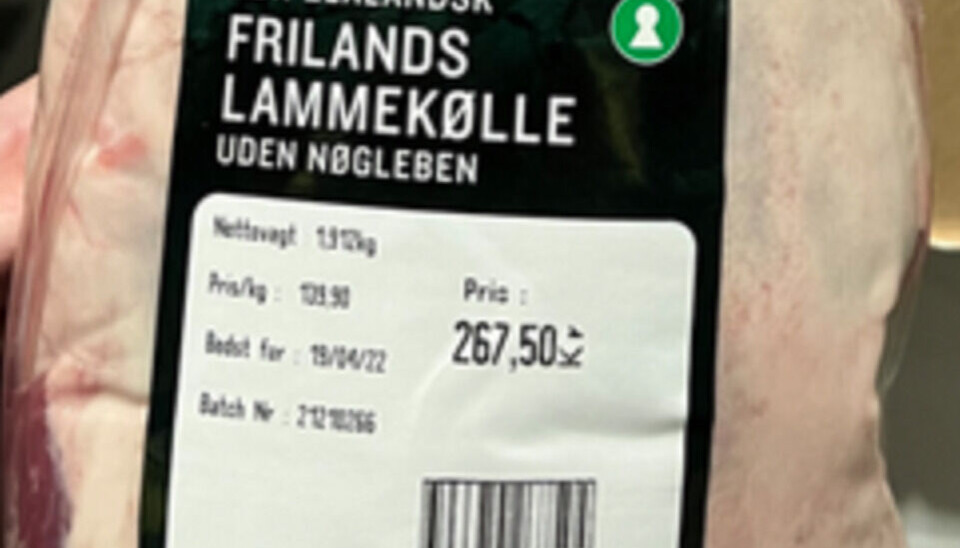 FRILANDS
LAMMEKØLLE
UDEN NØGLEBEN
Nettovægt 1,912kg
Pris/kg : 139,90
Pris :
267,50 kr
Bedst før : 19/04/22
Batch Nr : 21210266